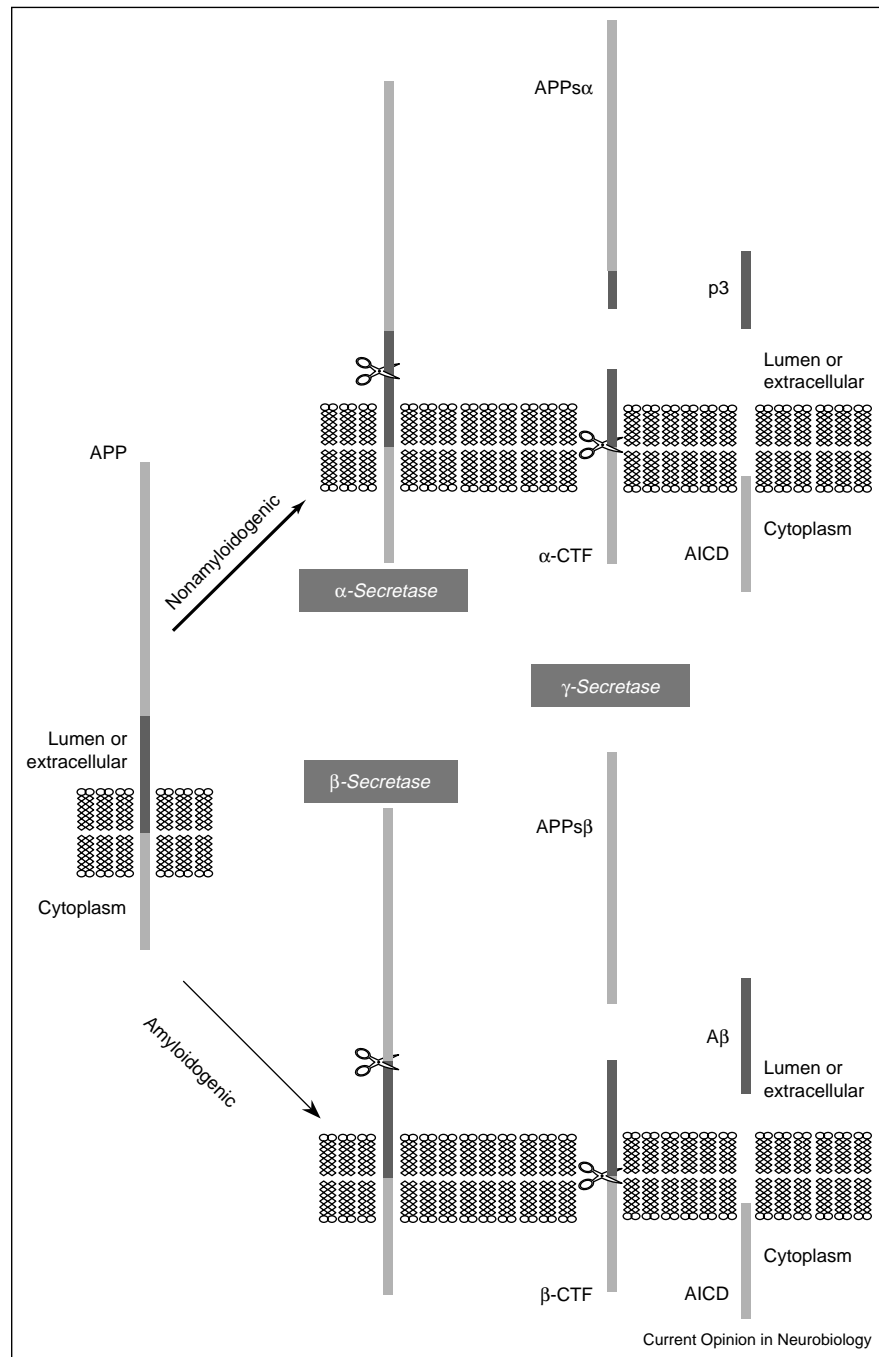 APPsα
p3
Lumen or
extracellular
APP
Nonamyloidogenic
α-CTF
AICD
Cytoplasm
α-Secretase
γ-Secretase
Lumen or
extracellular
β-Secretase
APPsβ
Cytoplasm
Amyloidogenic
Aβ
Lumen or
extracellular
β-CTF
AICD
Cytoplasm
Current Opinion in Neurobiology